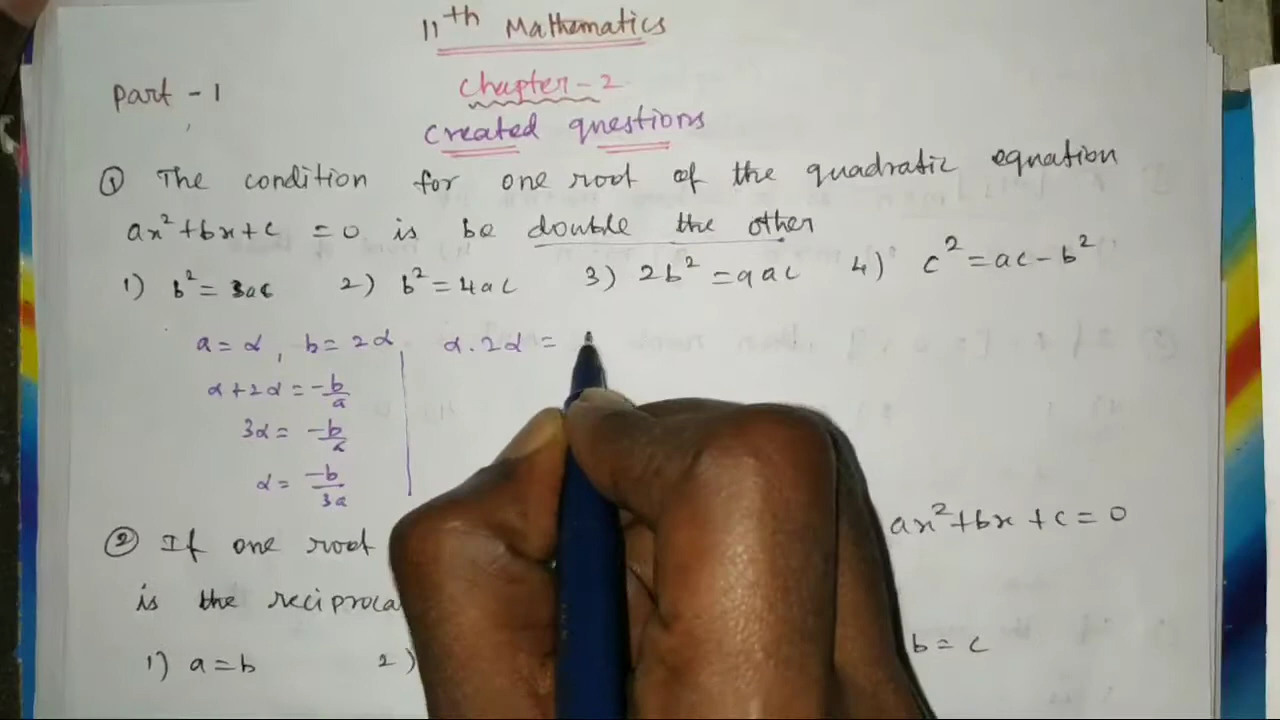 11th Mathematics
Part - 1
Chapter - 2
Created questions
① The condition for one root of the quadratic equation
ax²+bx+c = 0 is be double the other
1) b² = 3ac 2) b² = 4ac 3) 2b² = 9ac 4) c² = ac - b²
a = α, b = 2α α . 2α =
α + 2α = -b/a
3α = -b/a
α = -b/3a
② If one root ax²+bx+c = 0
is the
1) a = b 2) b = c